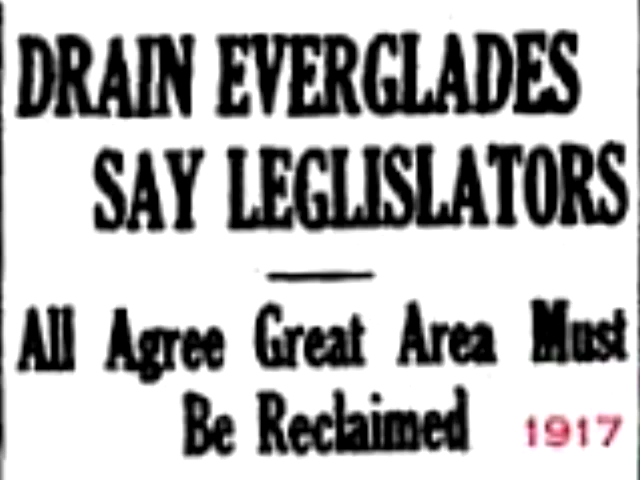 DRAIN EVERGLADES
SAY LEGLISLATORS
All Agree Great Area Must
Be Reclaimed 1917